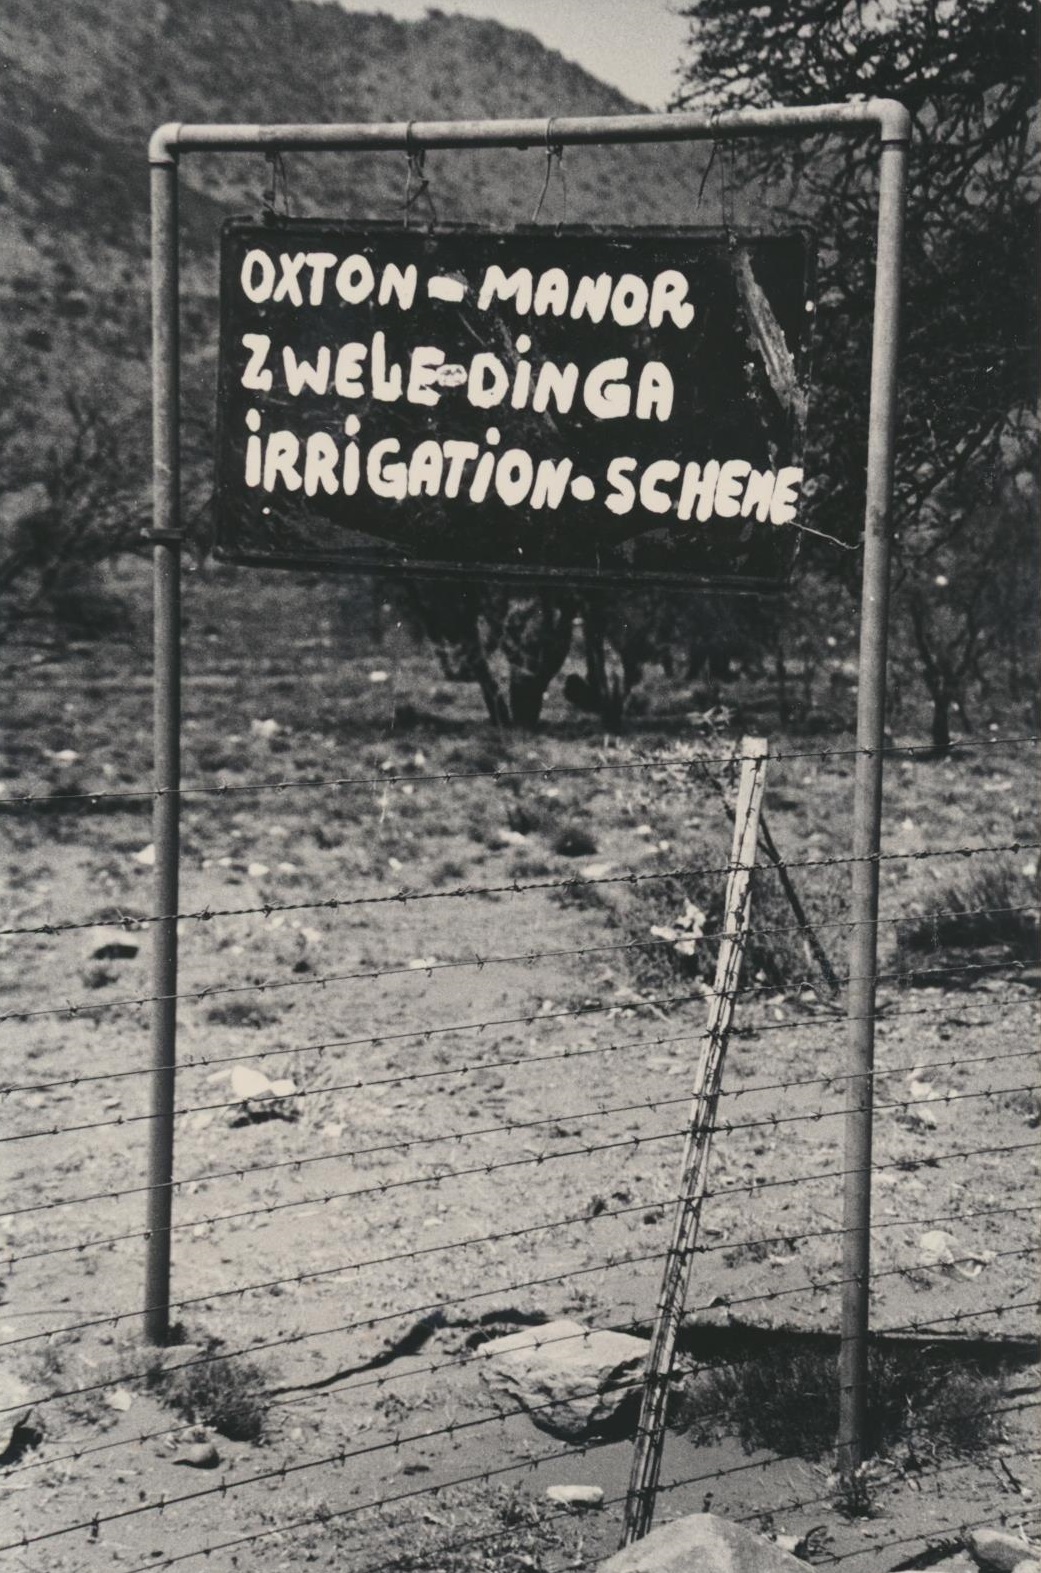 OXTON - MANOR
ZWELE-DINGA
IRRIGATION. SCHEME